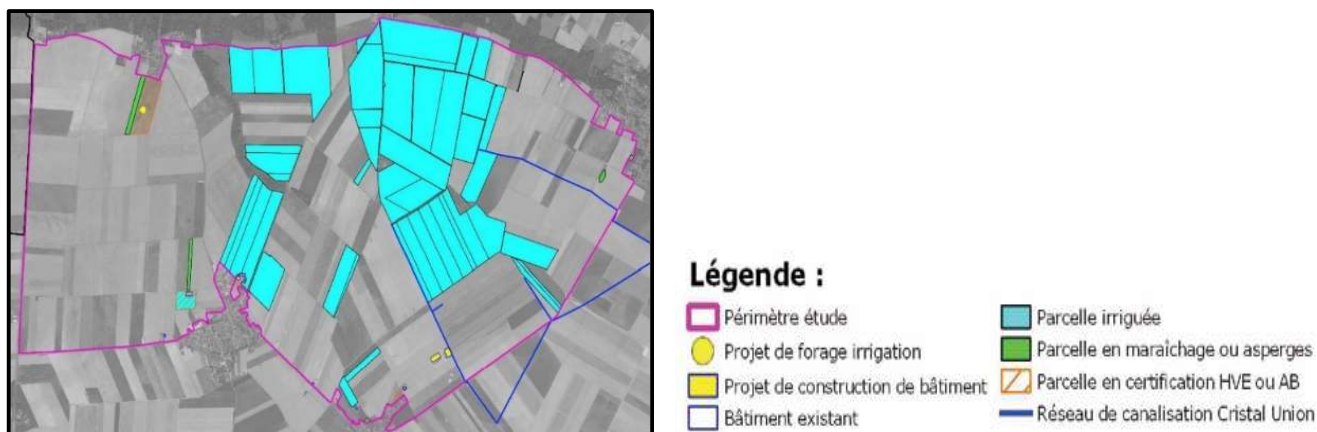 Légende :
Périmètre étude
Projet de forage irrigation
Projet de construction de bâtiment
Bâtiment existant
Parcelle irriguée
Parcelle en maraîchage ou asperges
Parcelle en certification HVE ou AB
Réseau de canalisation Cristal Union